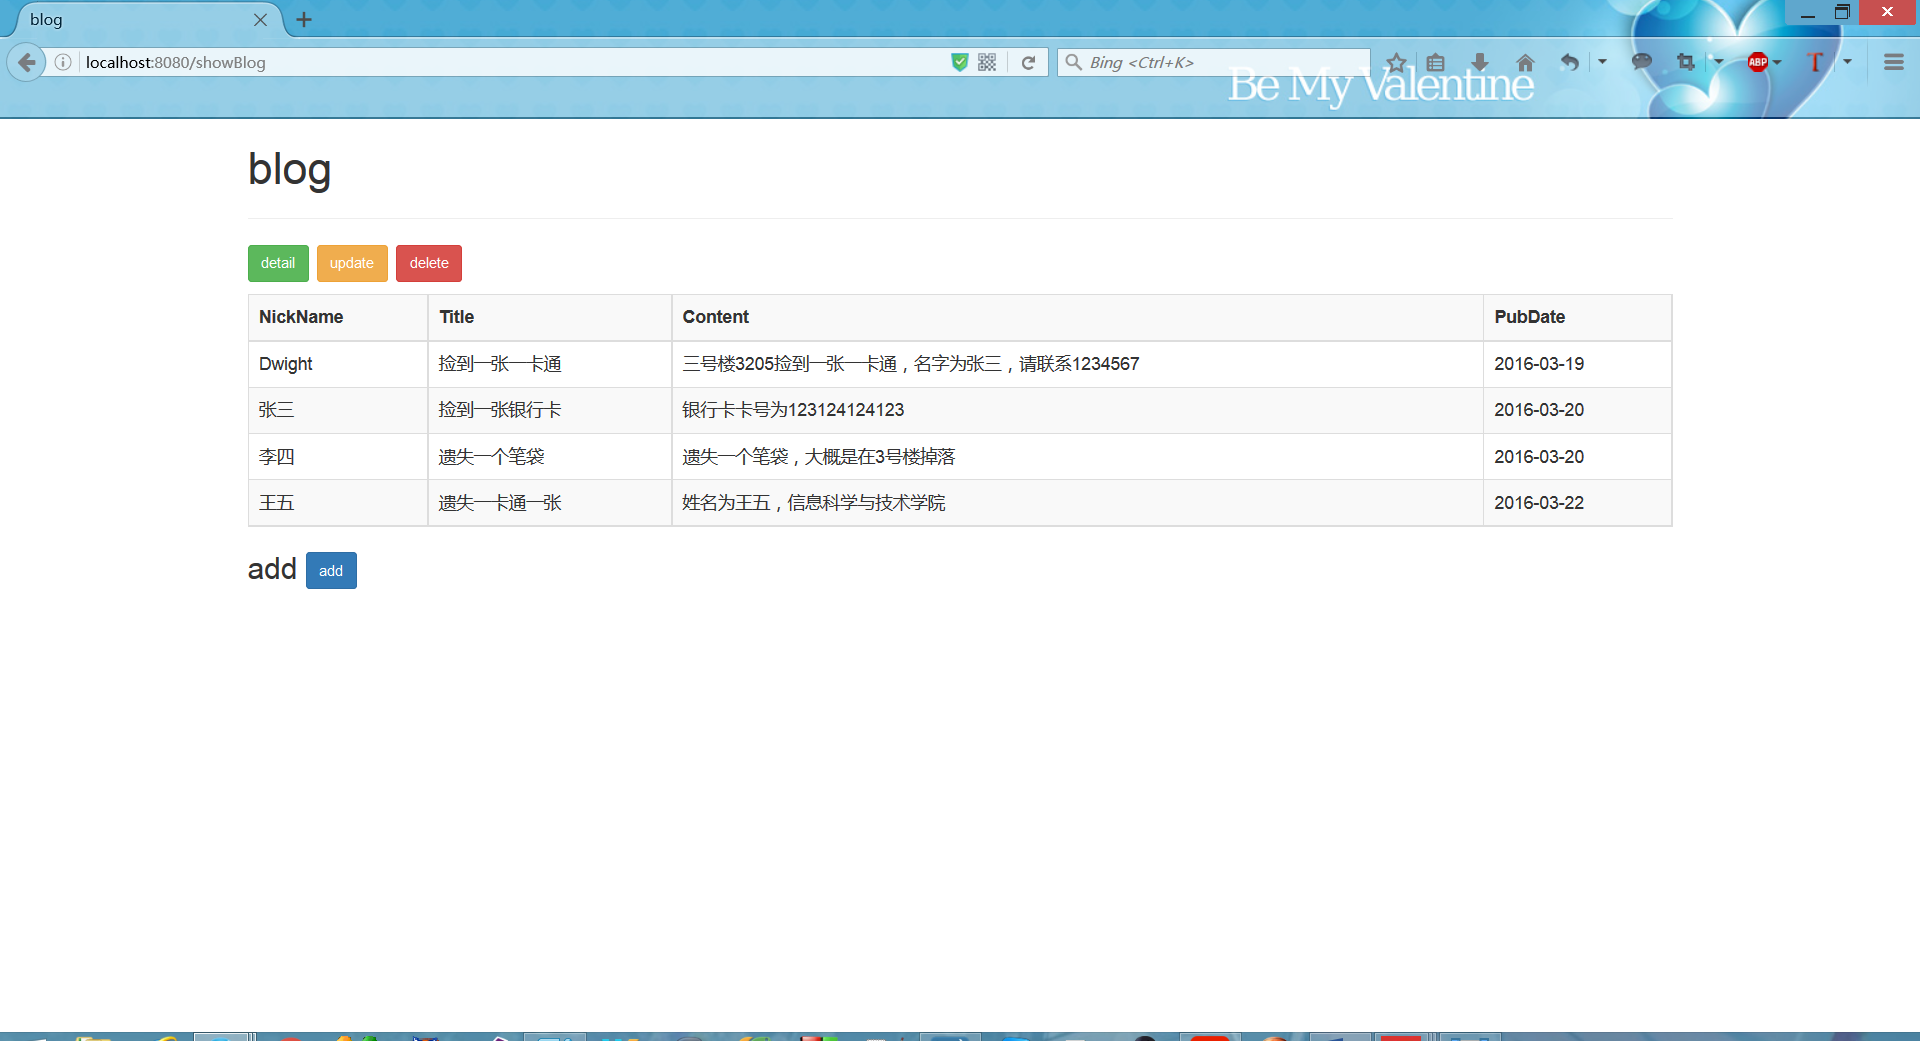 blog
localhost:8080/showBlog
Bing <Ctrl+K>
ABP
T
Be My Valentine
blog
detail update delete
NickName Title Content PubDate
Dwight 捡到一张一卡通 三号楼3205捡到一张一卡通，名字为张三，请联系1234567 2016-03-19
张三 捡到一张银行卡 银行卡卡号为123124124123 2016-03-20
李四 遗失一个笔袋 遗失一个笔袋，大概是在3号楼掉落 2016-03-20
王五 遗失一卡通一张 姓名为王五，信息科学与技术学院 2016-03-22
add add